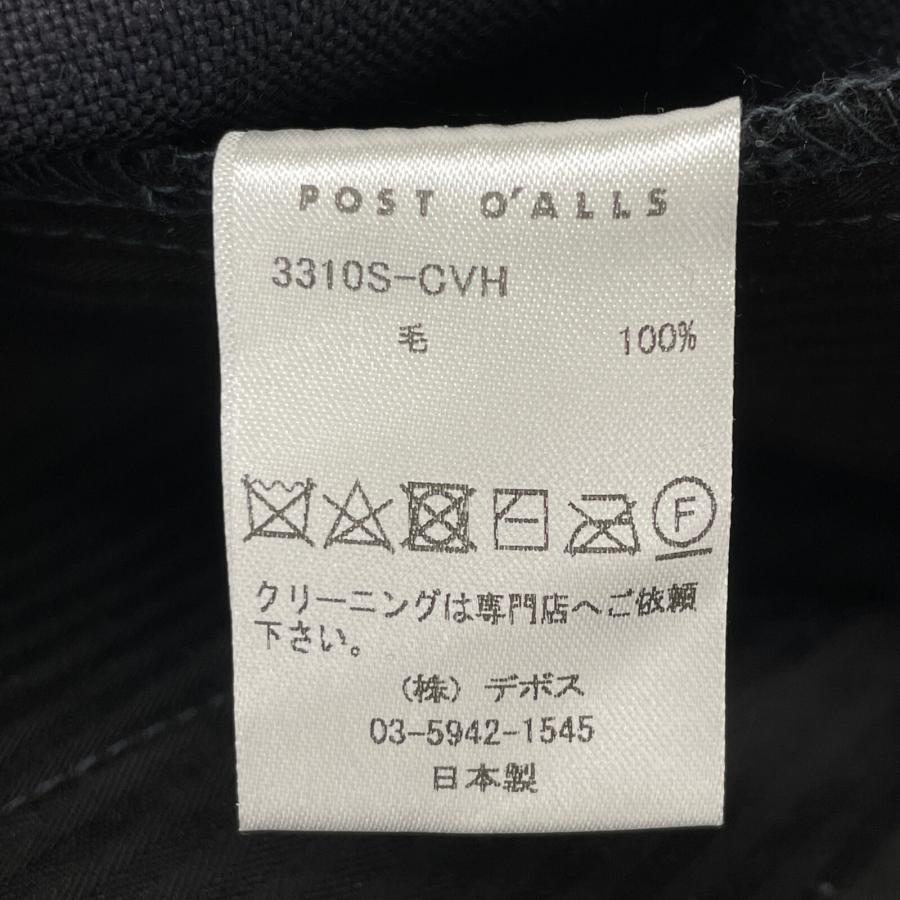 POST O'ALLS
3310S-CVH
毛 100%
F
クリーニングは専門店へご依頼
下さい。
(株) デボス
03-5942-1545
日本製